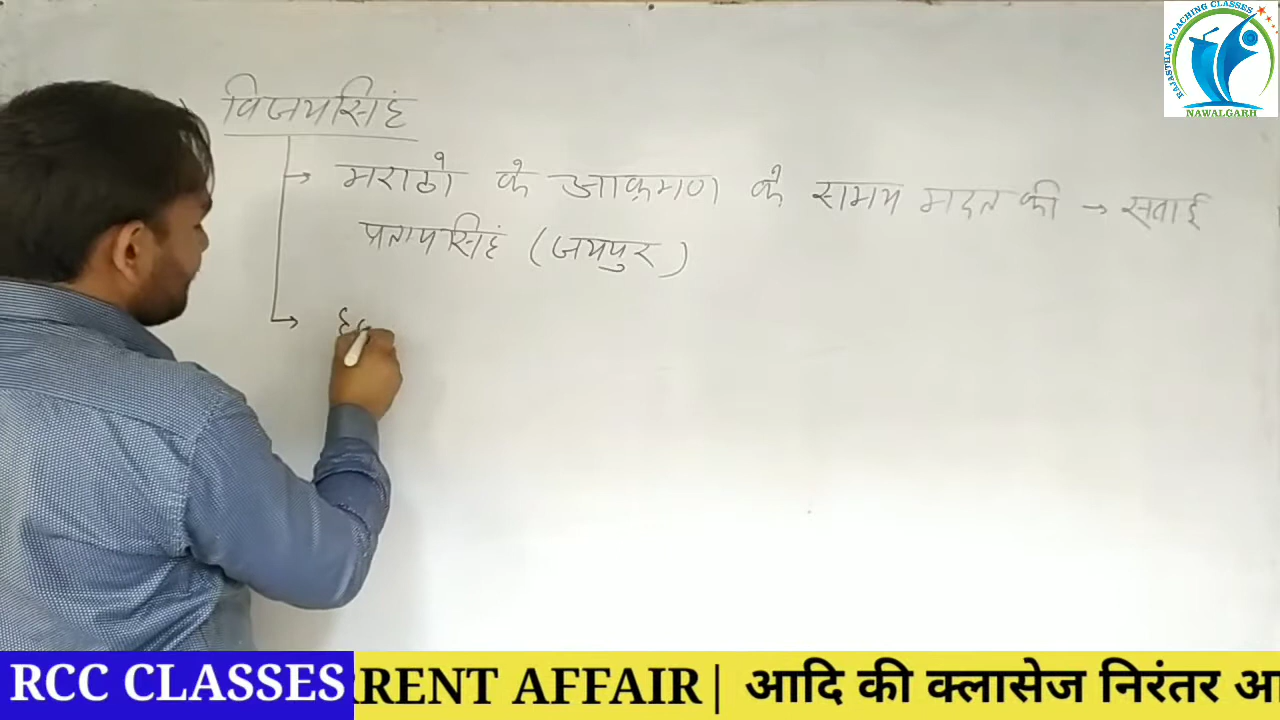 विजयसिंह
→ मराठो के आक्रमण के समय मदद की → सवाई
प्रतापसिंह (जयपुर)
→
RAJASTHAN COACHING CLASSES
NAWALGARH
RCC CLASSES
RRENT AFFAIR| आदि की क्लासेज निरंतर